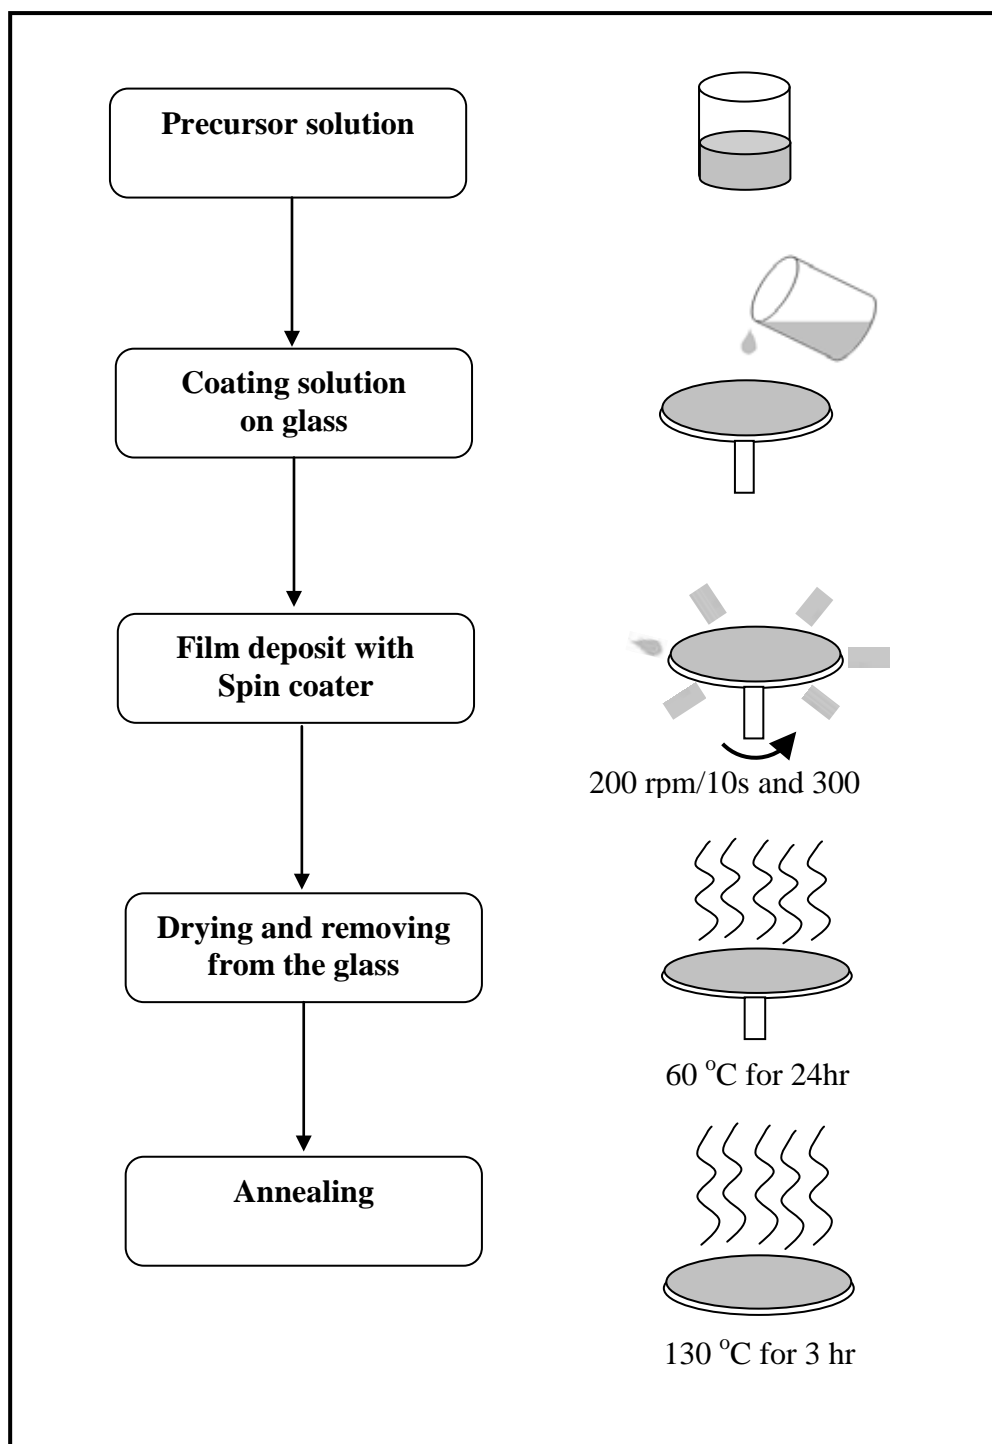 Precursor solution
Coating solution
on glass
Film deposit with
Spin coater
200 rpm/10s and 300
Drying and removing
from the glass
60 °C for 24hr
Annealing
130 °C for 3 hr